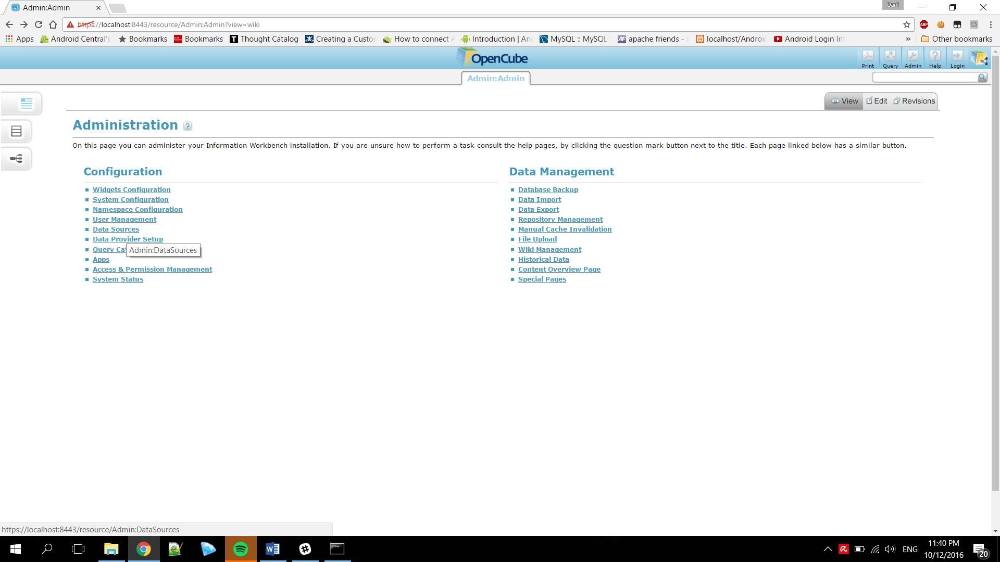 Admin:Admin
Darli
https://localhost:8443/resource/Admin:Admin?view=wiki
ABP
Apps Android Central's Bookmarks Bookmarks Thought Catalog Creating a Custor How to connect Introduction | An MySQL :: MySQL apache friends - localhost/Androic Android Login Int » Other bookmarks
OpenCube
Print Query Admin Help Login
Admin:Admin
View Edit Revisions
Administration ?
On this page you can administer your Information Workbench installation. If you are unsure how to perform a task consult the help pages, by clicking the question mark button next to the title. Each page linked below has a similar button.
Configuration
Widgets Configuration
System Configuration
Namespace Configuration
User Management
Data Sources
Data Provider Setup
Query Cat
Admin:DataSources
Apps
Access & Permission Management
System Status
Data Management
Database Backup
Data Import
Data Export
Repository Management
Manual Cache Invalidation
File Upload
Wiki Management
Historical Data
Content Overview Page
Special Pages
https://localhost:8443/resource/Admin:DataSources
ENG
11:40 PM
10/12/2016
20